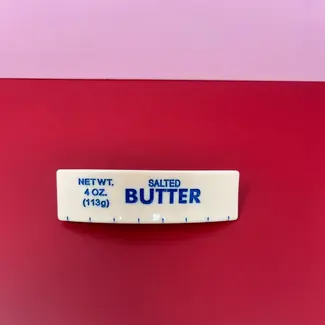 NET WT.
4 OZ.
(113g)
SALTED
BUTTER